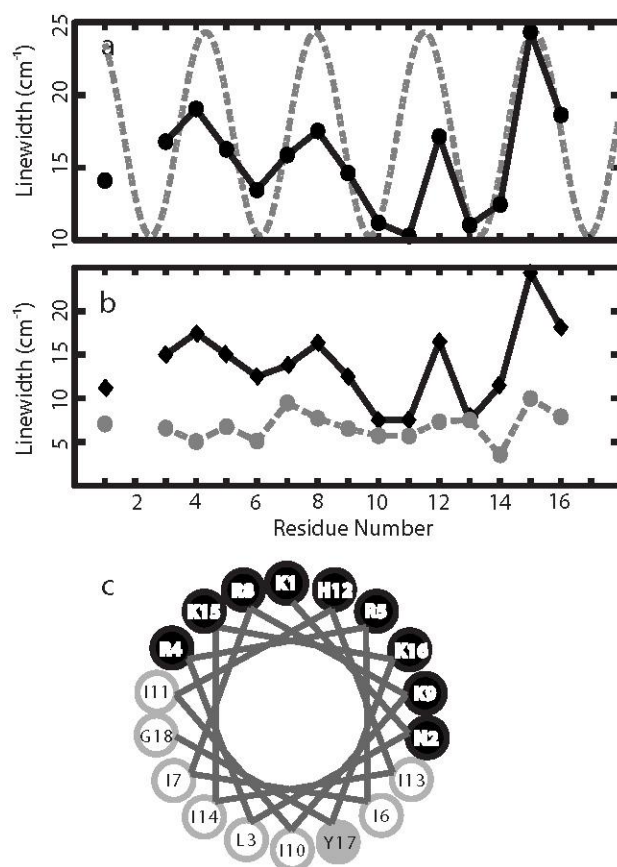 a
25
20
15
10
Linewidth (cm-1)
b
20
15
10
5
Linewidth (cm-1)
2 4 6 8 10 12 14 16
Residue Number
c
K1
R8
H12
K15
R5
R4
K16
I11
K9
G18
N2
I7
I13
I14
I6
L3
I10
Y17